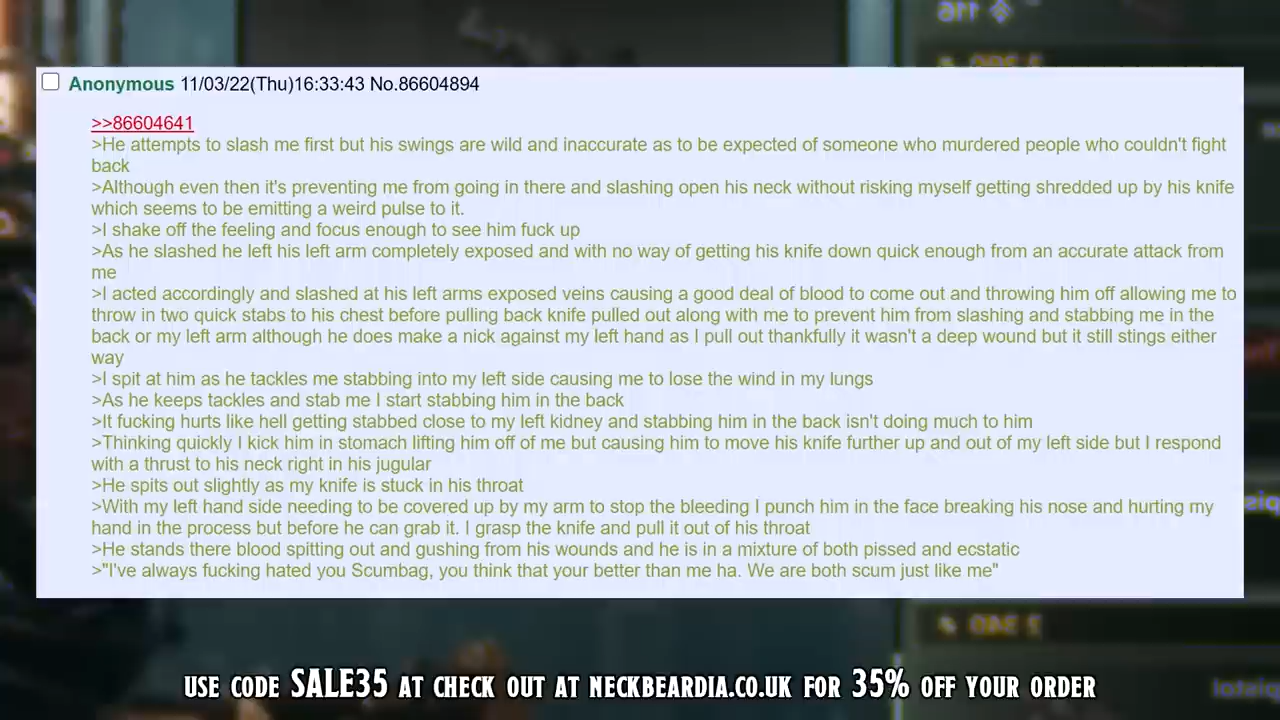 116
Anonymous 11/03/22(Thu)16:33:43 No.86604894
>>86604641
>He attempts to slash me first but his swings are wild and inaccurate as to be expected of someone who murdered people who couldn't fight
back
>Although even then it's preventing me from going in there and slashing open his neck without risking myself getting shredded up by his knife
which seems to be emitting a weird pulse to it.
>I shake off the feeling and focus enough to see him fuck up
>As he slashed he left his left arm completely exposed and with no way of getting his knife down quick enough from an accurate attack from
me
>I acted accordingly and slashed at his left arms exposed veins causing a good deal of blood to come out and throwing him off allowing me to
throw in two quick stabs to his chest before pulling back knife pulled out along with me to prevent him from slashing and stabbing me in the
back or my left arm although he does make a nick against my left hand as I pull out thankfully it wasn't a deep wound but it still stings either
way
>I spit at him as he tackles me stabbing into my left side causing me to lose the wind in my lungs
>As he keeps tackles and stab me I start stabbing him in the back
>It fucking hurts like hell getting stabbed close to my left kidney and stabbing him in the back isn't doing much to him
>Thinking quickly I kick him in stomach lifting him off of me but causing him to move his knife further up and out of my left side but I respond
with a thrust to his neck right in his jugular
>He spits out slightly as my knife is stuck in his throat
>With my left hand side needing to be covered up by my arm to stop the bleeding I punch him in the face breaking his nose and hurting my
hand in the process but before he can grab it. I grasp the knife and pull it out of his throat
>He stands there blood spitting out and gushing from his wounds and he is in a mixture of both pissed and ecstatic
>"I've always fucking hated you Scumbag, you think that your better than me ha. We are both scum just like me"
USE CODE SALE35 AT CHECK OUT AT NECKBEARDIA.CO.UK FOR 35% OFF YOUR ORDER